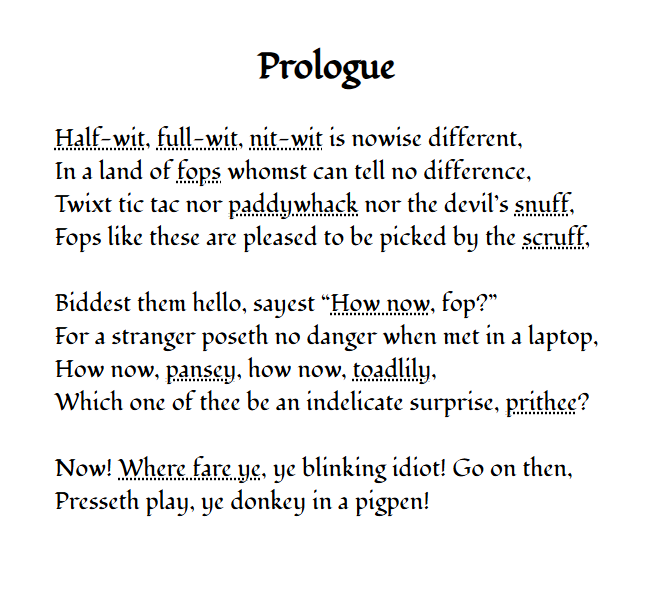 Prologue
Half-wit, full-wit, nit-wit is nowise different,
In a land of fops whomst can tell no difference,
Twixt tic tac nor paddywhack nor the devil's snuff,
Fops like these are pleased to be picked by the scruff,
Biddest them hello, sayest “How now, fop?”
For a stranger poseth no danger when met in a laptop,
How now, pansey, how now, toadlily,
Which one of thee be an indelicate surprise, prithee?
Now! Where fare ye, ye blinking idiot! Go on then,
Presseth play, ye donkey in a pigpen!